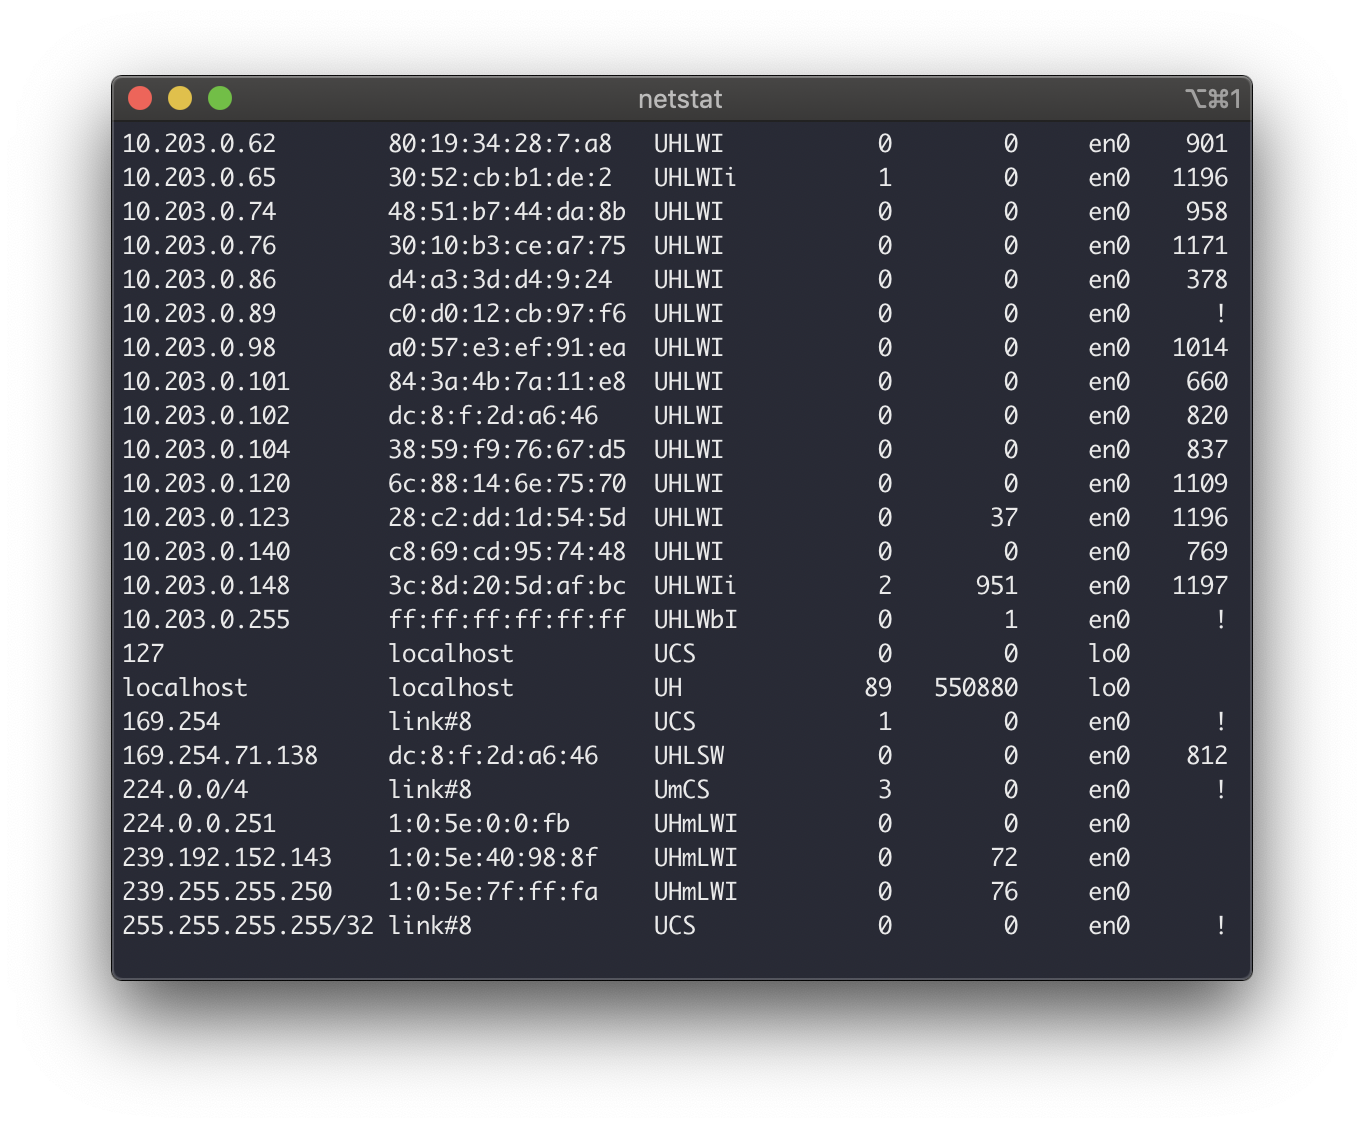 netstat ⌥⌘1
10.203.0.62 80:19:34:28:7:a8 UHLWI 0 0 en0 901
10.203.0.65 30:52:cb:b1:de:2 UHLWIi 1 0 en0 1196
10.203.0.74 48:51:b7:44:da:8b UHLWI 0 0 en0 958
10.203.0.76 30:10:b3:ce:a7:75 UHLWI 0 0 en0 1171
10.203.0.86 d4:a3:3d:d4:9:24 UHLWI 0 0 en0 378
10.203.0.89 c0:d0:12:cb:97:f6 UHLWI 0 0 en0 !
10.203.0.98 a0:57:e3:ef:91:ea UHLWI 0 0 en0 1014
10.203.0.101 84:3a:4b:7a:11:e8 UHLWI 0 0 en0 660
10.203.0.102 dc:8:f:2d:a6:46 UHLWI 0 0 en0 820
10.203.0.104 38:59:f9:76:67:d5 UHLWI 0 0 en0 837
10.203.0.120 6c:88:14:6e:75:70 UHLWI 0 0 en0 1109
10.203.0.123 28:c2:dd:1d:54:5d UHLWI 0 37 en0 1196
10.203.0.140 c8:69:cd:95:74:48 UHLWI 0 0 en0 769
10.203.0.148 3c:8d:20:5d:af:bc UHLWIi 2 951 en0 1197
10.203.0.255 ff:ff:ff:ff:ff:ff UHLWbI 0 1 en0 !
127 localhost UCS 0 0 lo0
localhost localhost UH 89 550880 lo0
169.254 link#8 UCS 1 0 en0 !
169.254.71.138 dc:8:f:2d:a6:46 UHLSW 0 0 en0 812
224.0.0/4 link#8 UmCS 3 0 en0 !
224.0.0.251 1:0:5e:0:0:fb UHmLWI 0 0 en0
239.192.152.143 1:0:5e:40:98:8f UHmLWI 0 72 en0
239.255.255.250 1:0:5e:7f:ff:fa UHmLWI 0 76 en0
255.255.255.255/32 link#8 UCS 0 0 en0 !